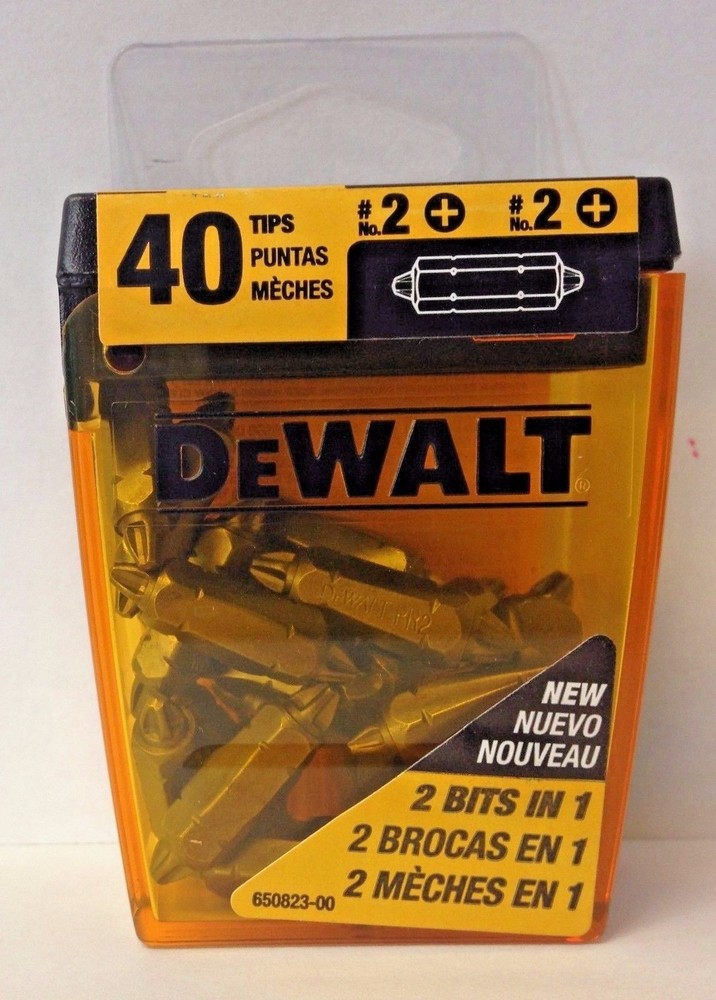 40 TIPS
PUNTAS
MÈCHES
# No. 2 # No. 2
DEWALT®
DEWALT PH2
NEW
NUEVO
NOUVEAU
2 BITS IN 1
2 BROCAS EN 1
2 MÈCHES EN 1
650823-00